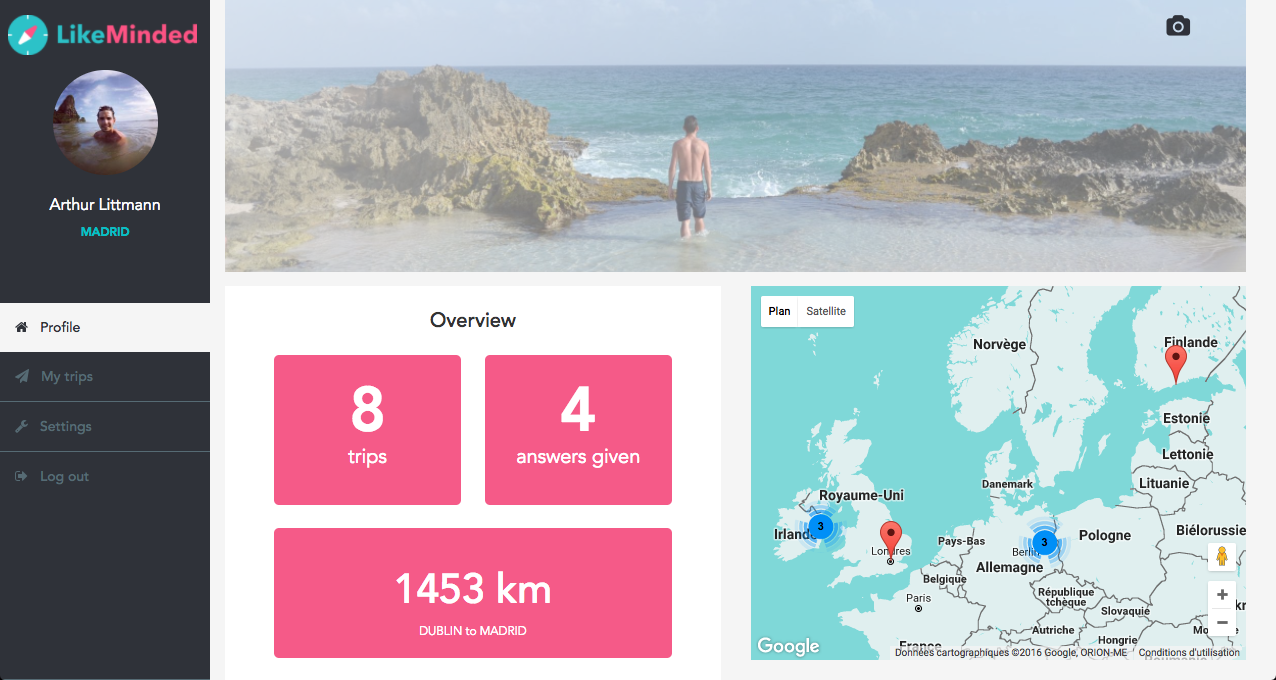 LikeMinded
Arthur Littmann
MADRID
Profile
My trips
Settings
Log out
Overview
8
trips
4
answers given
1453 km
DUBLIN to MADRID
Plan
Satellite
Norvège
Finlande
Estonie
Lettonie
Danemark
Lituanie
Royaume-Uni
3
Irlande
Biélorussie
Pologne
Pays-Bas
3
Berlin
Londres
Allemagne
Belgique
République
tchèque
Paris
Slovaquie
Autriche
Hongrie
France
Google
Données cartographiques ©2016 Google, ORION-ME
Conditions d'utilisation